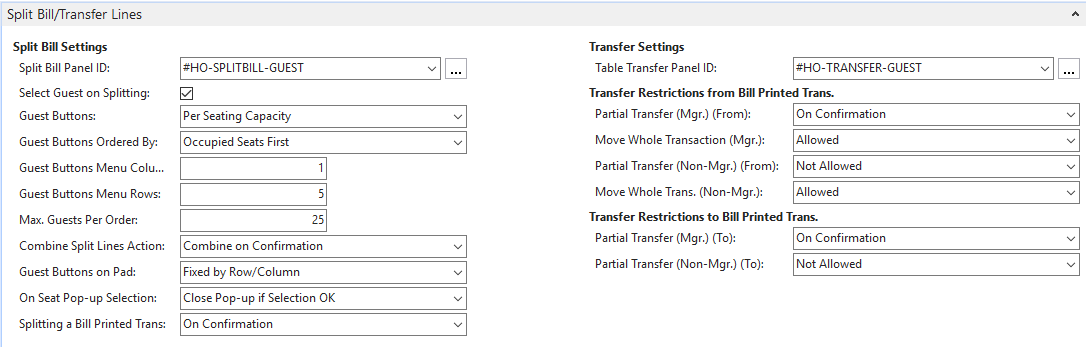 Split Bill/Transfer Lines
Split Bill Settings
Split Bill Panel ID: #HO-SPLITBILL-GUEST ...
Select Guest on Splitting:
Guest Buttons: Per Seating Capacity
Guest Buttons Ordered By: Occupied Seats First
Guest Buttons Menu Colu... 1
Guest Buttons Menu Rows: 5
Max. Guests Per Order: 25
Combine Split Lines Action: Combine on Confirmation
Guest Buttons on Pad: Fixed by Row/Column
On Seat Pop-up Selection: Close Pop-up if Selection OK
Splitting a Bill Printed Trans: On Confirmation
Transfer Settings
Table Transfer Panel ID: #HO-TRANSFER-GUEST ...
Transfer Restrictions from Bill Printed Trans.
Partial Transfer (Mgr.) (From): On Confirmation
Move Whole Transaction (Mgr.): Allowed
Partial Transfer (Non-Mgr.) (From): Not Allowed
Move Whole Trans. (Non-Mgr.): Allowed
Transfer Restrictions to Bill Printed Trans.
Partial Transfer (Mgr.) (To): On Confirmation
Partial Transfer (Non-Mgr.) (To): Not Allowed